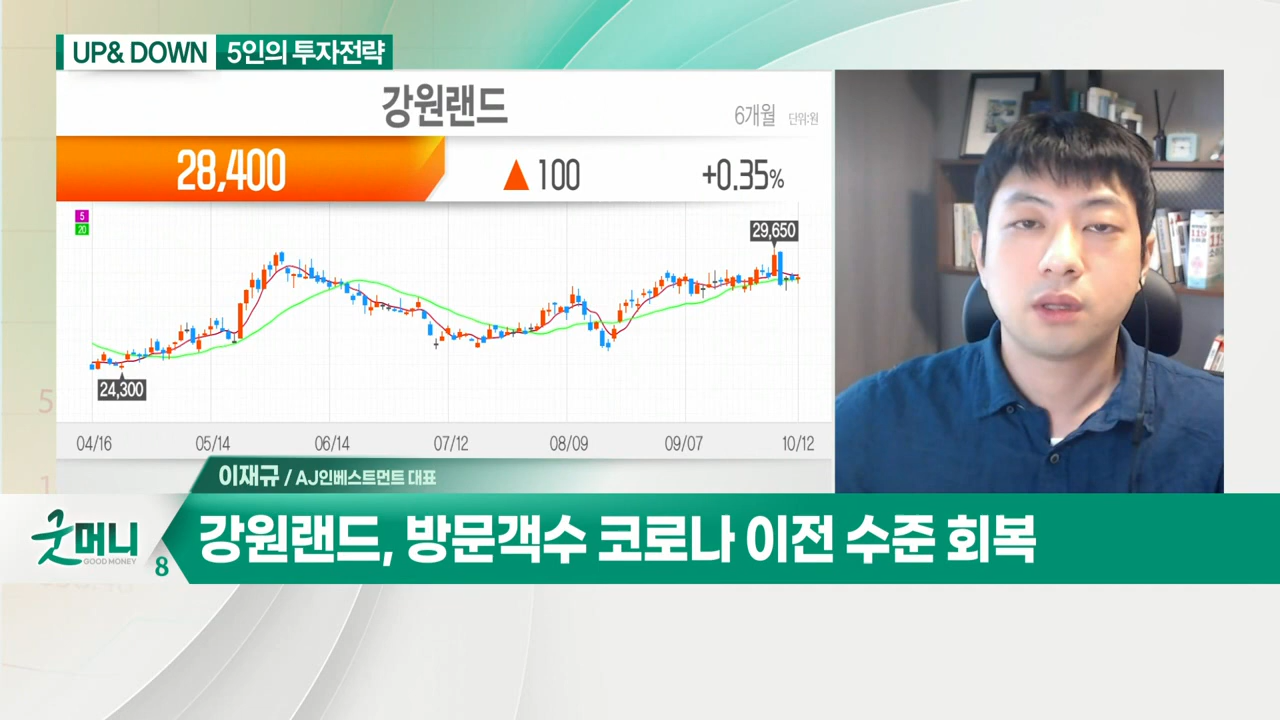 UP& DOWN 5인의 투자전략
강원랜드
6개월 단위:원
28,400 ▲ 100 +0.35%
5
20
29,650
24,300
04/16 05/14 06/14 07/12 08/09 09/07 10/12
이재규 / AJ인베스트먼트 대표
강원랜드, 방문객수 코로나 이전 수준 회복
굿머니
GOOD MONEY
8